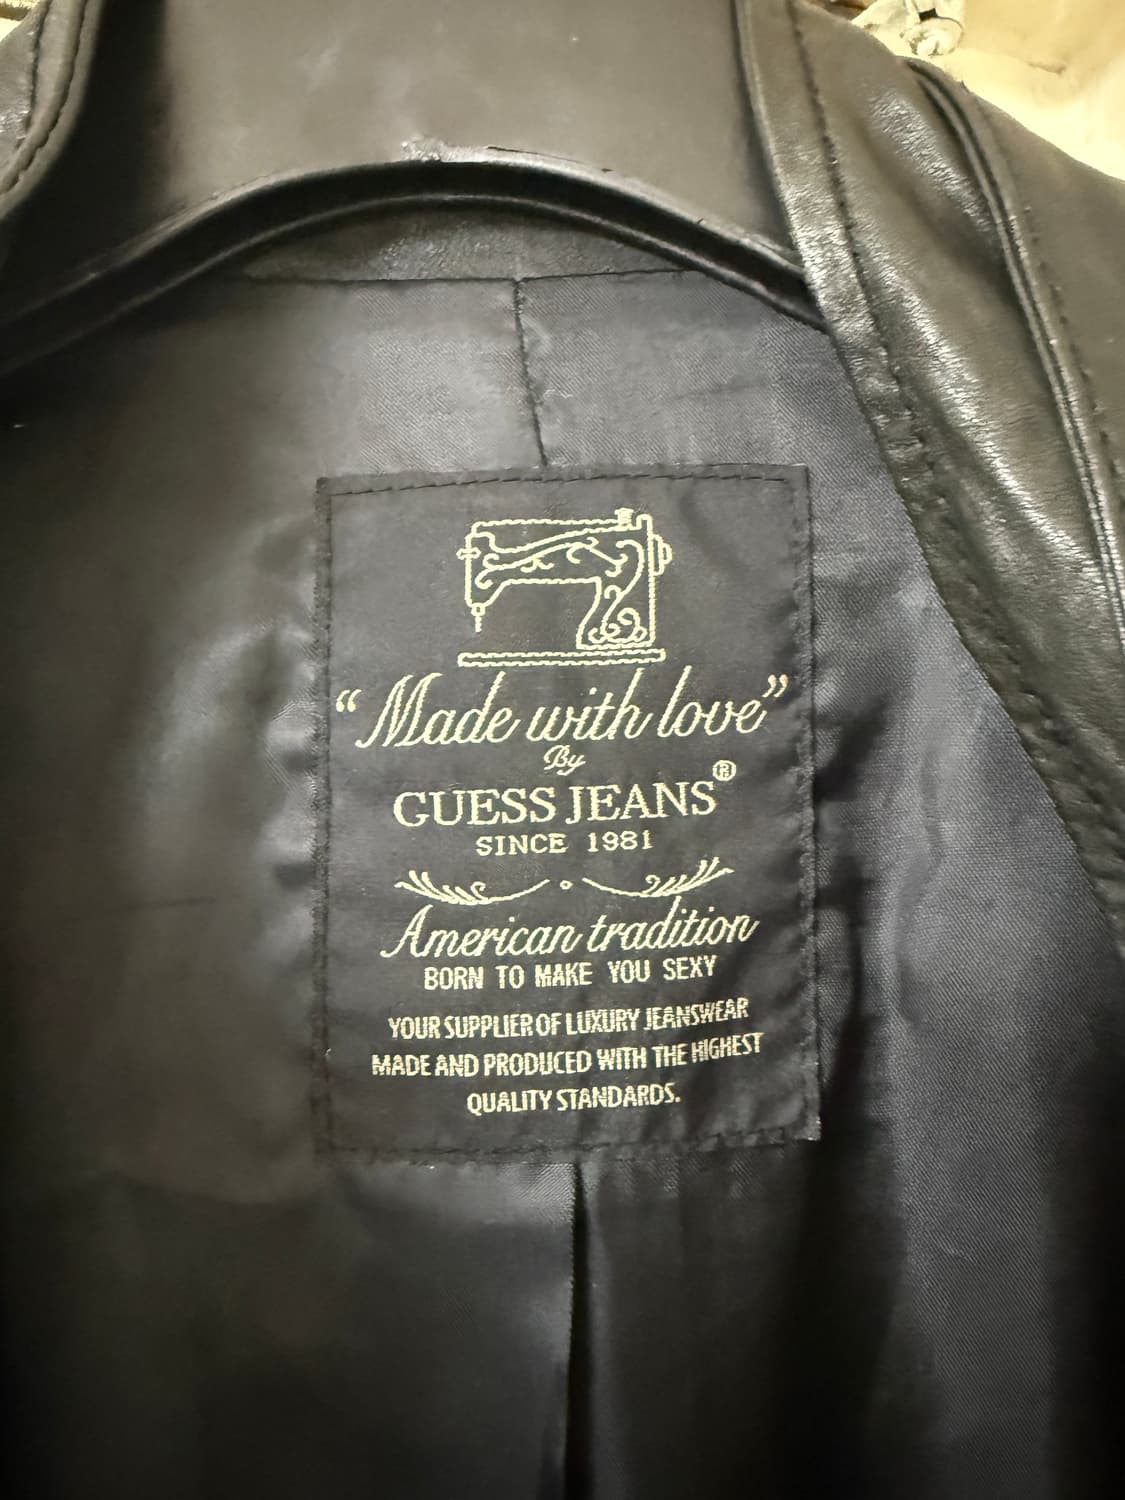 “Made with love”
By
GUESS JEANS®
SINCE 1981
American tradition
BORN TO MAKE YOU SEXY
YOUR SUPPLIER OF LUXURY JEANSWEAR
MADE AND PRODUCED WITH THE HIGHEST
QUALITY STANDARDS.